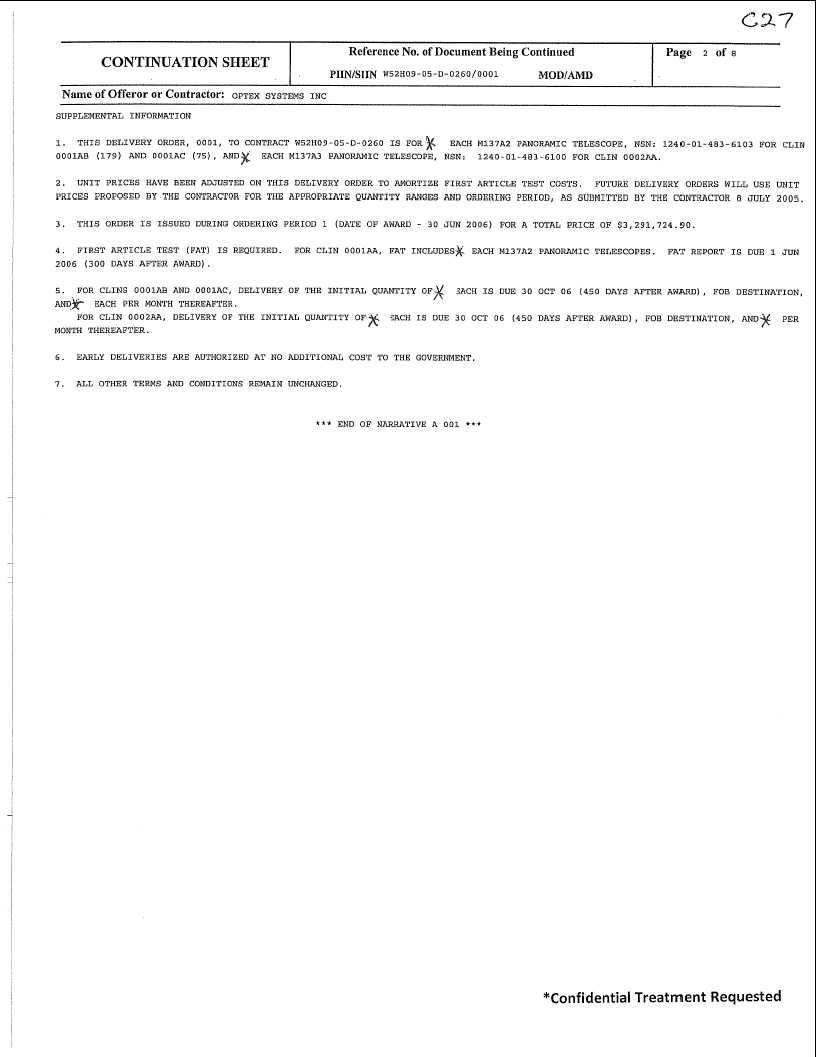 C27
CONTINUATION SHEET
Reference No. of Document Being Continued
PIIN/SIIN W52H09-05-D-0260/0001 MOD/AMD
Page 2 of 8
Name of Offeror or Contractor: OPTEX SYSTEMS INC
SUPPLEMENTAL INFORMATION
1. THIS DELIVERY ORDER, 0001, TO CONTRACT W52H09-05-D-0260 IS FOR * EACH M137A2 PANORAMIC TELESCOPE, NSN: 1240-01-483-6103 FOR CLIN
0001AB (179) AND 0001AC (75), AND * EACH M137A3 PANORAMIC TELESCOPE, NSN: 1240-01-483-6100 FOR CLIN 0002AA.
2. UNIT PRICES HAVE BEEN ADJUSTED ON THIS DELIVERY ORDER TO AMORTIZE FIRST ARTICLE TEST COSTS. FUTURE DELIVERY ORDERS WILL USE UNIT
PRICES PROPOSED BY THE CONTRACTOR FOR THE APPROPRIATE QUANTITY RANGES AND ORDERING PERIOD, AS SUBMITTED BY THE CONTRACTOR 8 JULY 2005.
3. THIS ORDER IS ISSUED DURING ORDERING PERIOD 1 (DATE OF AWARD - 30 JUN 2006) FOR A TOTAL PRICE OF $3,291,724.90.
4. FIRST ARTICLE TEST (FAT) IS REQUIRED. FOR CLIN 0001AA, FAT INCLUDES * EACH M137A2 PANORAMIC TELESCOPES. FAT REPORT IS DUE 1 JUN
2006 (300 DAYS AFTER AWARD).
5. FOR CLINS 0001AB AND 0001AC, DELIVERY OF THE INITIAL QUANTITY OF * EACH IS DUE 30 OCT 06 (450 DAYS AFTER AWARD), FOB DESTINATION,
AND * EACH PER MONTH THEREAFTER.
FOR CLIN 0002AA, DELIVERY OF THE INITIAL QUANTITY OF * EACH IS DUE 30 OCT 06 (450 DAYS AFTER AWARD), FOB DESTINATION, AND * PER
MONTH THEREAFTER.
6. EARLY DELIVERIES ARE AUTHORIZED AT NO ADDITIONAL COST TO THE GOVERNMENT.
7. ALL OTHER TERMS AND CONDITIONS REMAIN UNCHANGED.
*** END OF NARRATIVE A 001 ***
*Confidential Treatment Requested